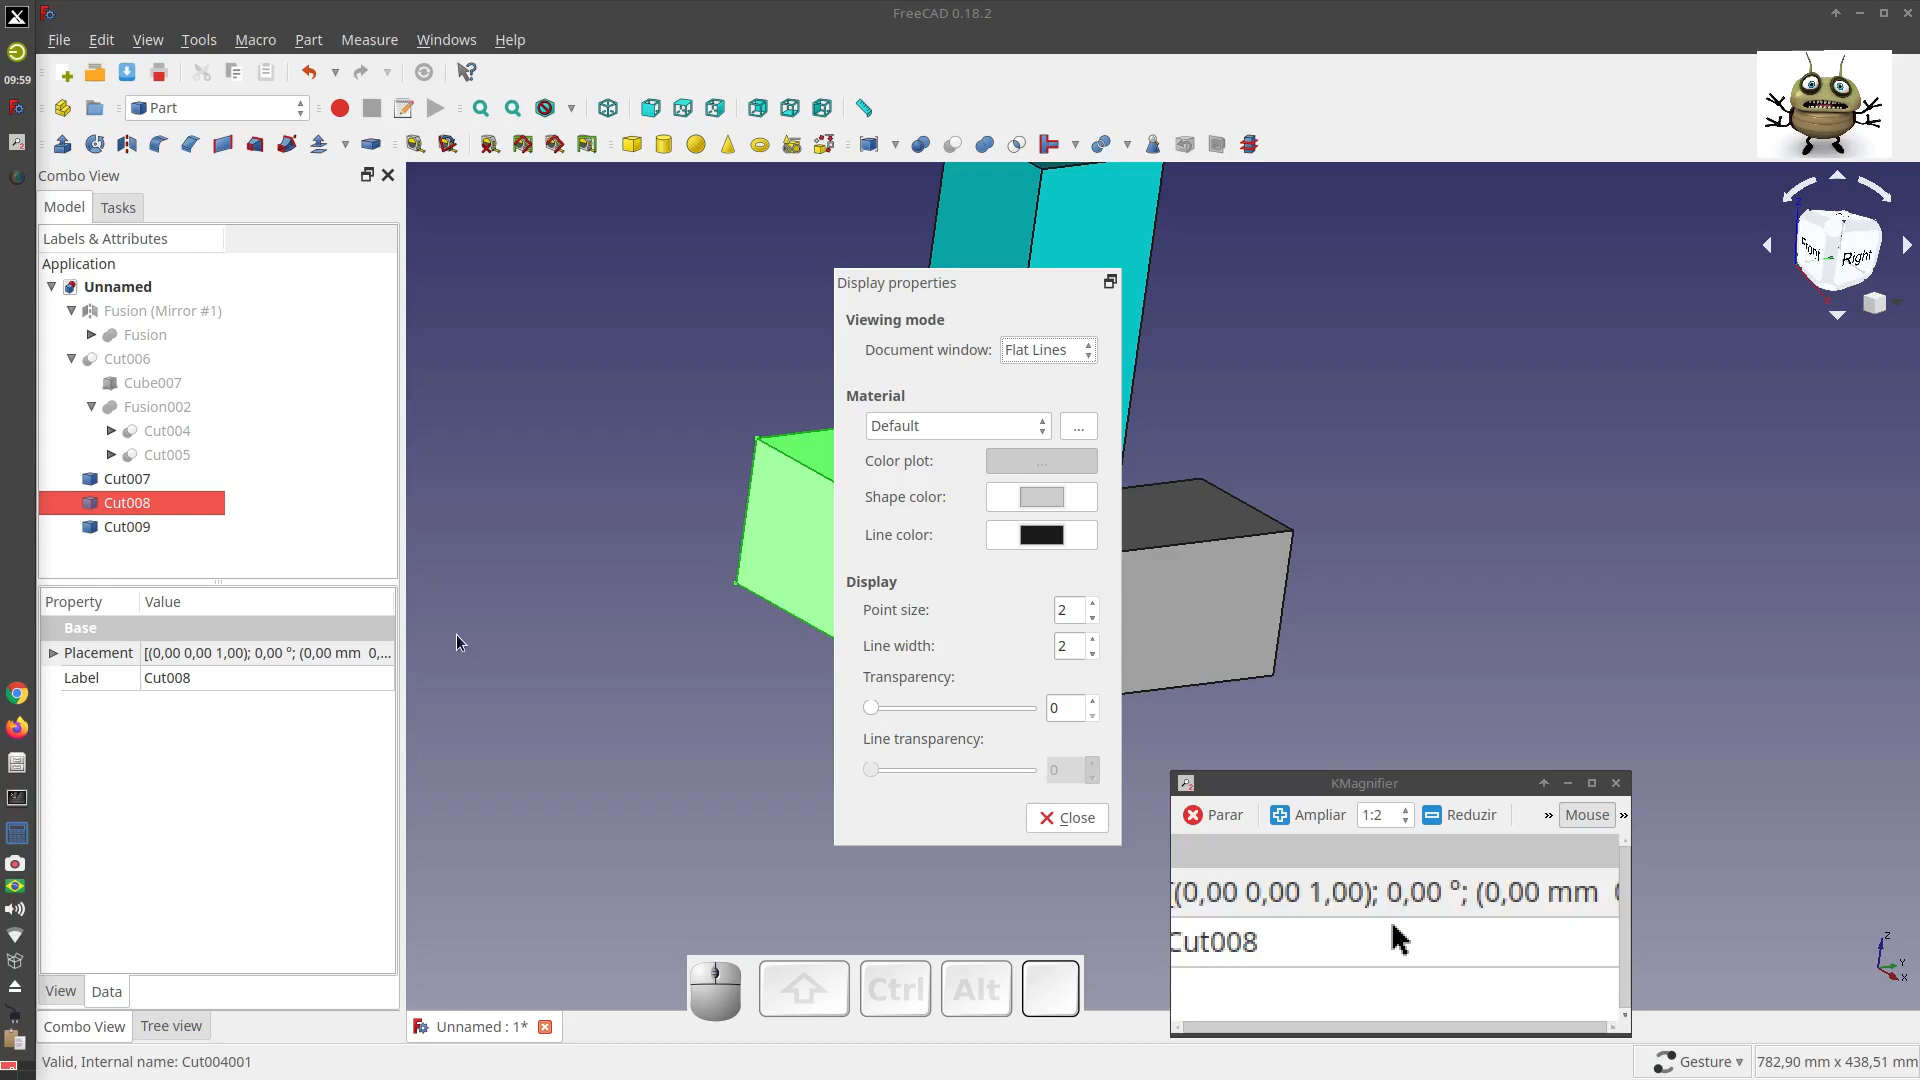 FreeCAD 0.18.2
File Edit View Tools Macro Part Measure Windows Help
09:59
Part
Combo View
Model Tasks
Labels & Attributes
Application
Unnamed
Fusion (Mirror #1)
Fusion
Cut006
Cube007
Fusion002
Cut004
Cut005
Cut007
Cut008
Cut009
Property Value
Base
Placement [(0,00 0,00 1,00); 0,00 º; (0,00 mm 0,...
Label Cut008
View Data
Combo View Tree view
Valid, Internal name: Cut004001
Display properties
Viewing mode
Document window: Flat Lines
Material
Default ...
Color plot: ...
Shape color:
Line color:
Display
Point size: 2
Line width: 2
Transparency:
0
Line transparency:
0
Close
Front Right
Z
KMagnifier
Parar Ampliar 1:2 Reduzir » Mouse »
[(0,00 0,00 1,00); 0,00 º; (0,00 mm
Cut008
Ctrl Alt
Unnamed : 1*
Z
Y
X
Gesture 782,90 mm x 438,51 mm